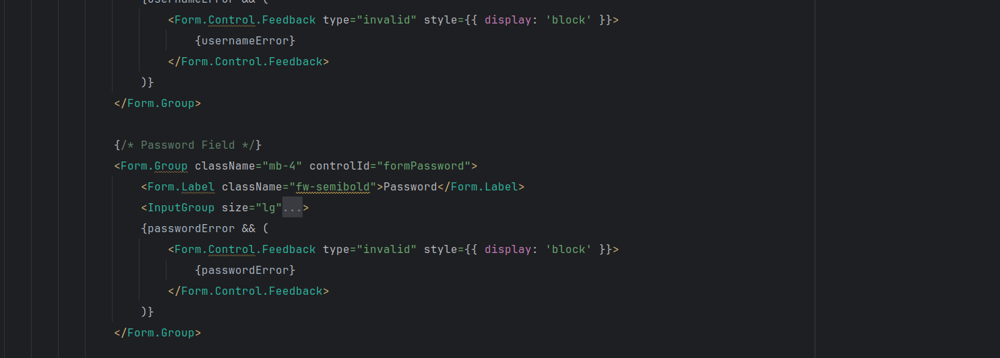 {usernameError && (
<Form.Control.Feedback type="invalid" style={{ display: 'block' }}>
{usernameError}
</Form.Control.Feedback>
)}
</Form.Group>
{/* Password Field */}
<Form.Group className="mb-4" controlId="formPassword">
<Form.Label className="fw-semibold">Password</Form.Label>
<InputGroup size="lg"...>
{passwordError && (
<Form.Control.Feedback type="invalid" style={{ display: 'block' }}>
{passwordError}
</Form.Control.Feedback>
)}
</Form.Group>